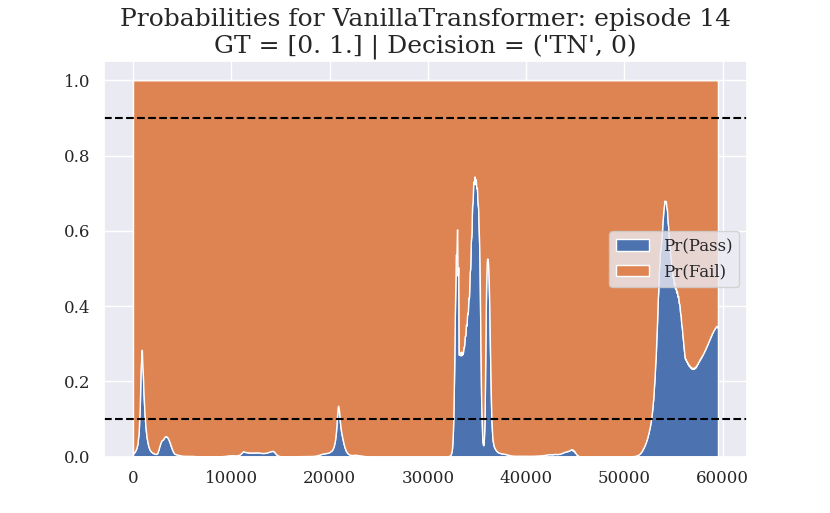 Probabilities for VanillaTransformer: episode 14
GT = [0. 1.] | Decision = ('TN', 0)
1.0
0.8
0.6
0.4
0.2
0.0
Pr(Pass)
Pr(Fail)
0 10000 20000 30000 40000 50000 60000